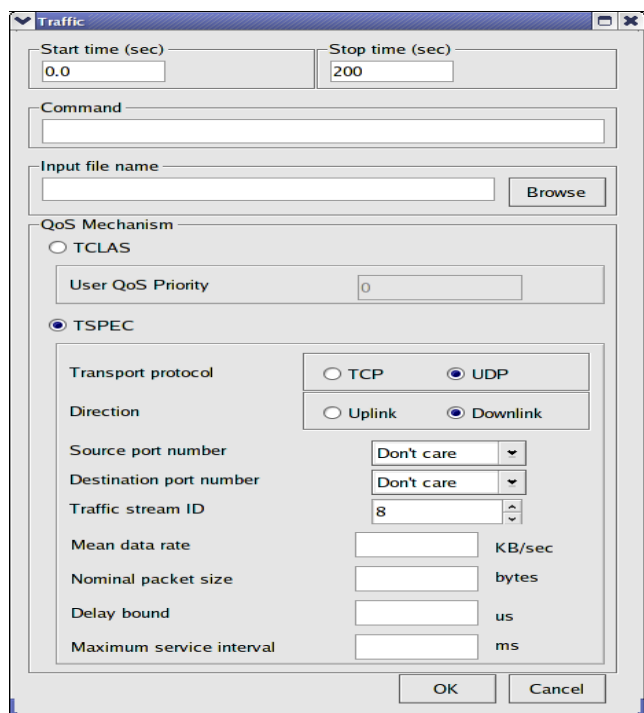 Traffic
Start time (sec) Stop time (sec)
0.0 200
Command
Input file name
Browse
QoS Mechanism
TCLAS
User QoS Priority 0
TSPEC
Transport protocol TCP UDP
Direction Uplink Downlink
Source port number Don't care
Destination port number Don't care
Traffic stream ID 8
Mean data rate KB/sec
Nominal packet size bytes
Delay bound us
Maximum service interval ms
OK Cancel